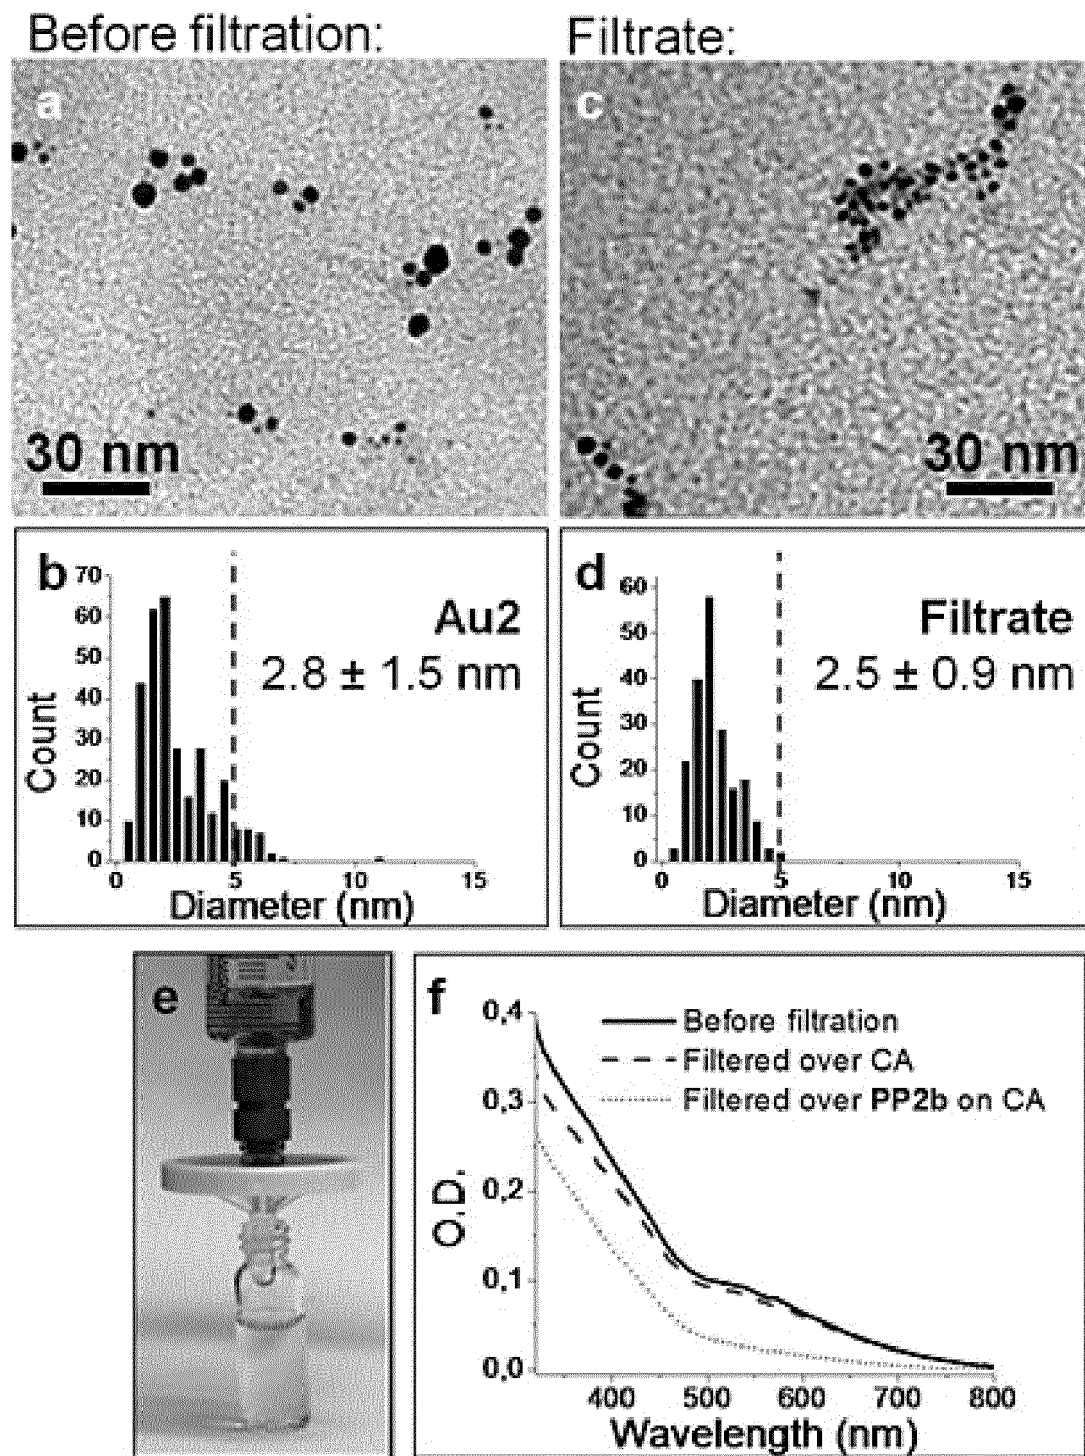 Before filtration:
Filtrate:
a
30 nm
c
30 nm
b
70
60
50
40
30
20
10
0
0
5
10
15
Count
Diameter (nm)
Au2
2.8 ± 1.5 nm
d
60
50
40
30
20
10
0
0
5
10
15
Count
Diameter (nm)
Filtrate
2.5 ± 0.9 nm
e
f
0,4
0,3
0,2
0,1
0,0
O.D.
Before filtration
Filtered over CA
Filtered over PP2b on CA
400
500
600
700
800
Wavelength (nm)